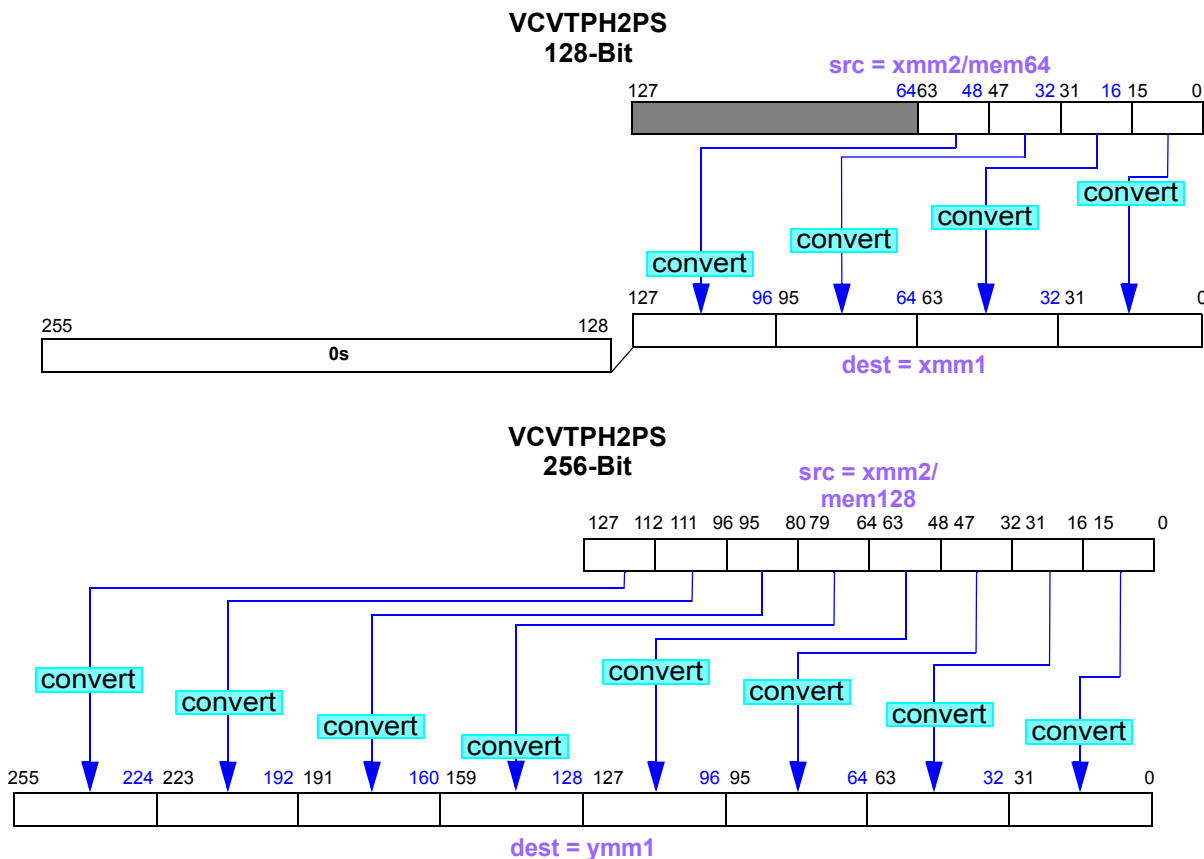 VCVTPH2PS
128-Bit
src = xmm2/mem64
127 64 63 48 47 32 31 16 15 0
convert
convert
convert
convert
127 96 95 64 63 32 31 0
255 128
0s
dest = xmm1
VCVTPH2PS
256-Bit
src = xmm2/
mem128
127 112 111 96 95 80 79 64 63 48 47 32 31 16 15 0
convert convert convert convert convert convert convert convert
255 224 223 192 191 160 159 128 127 96 95 64 63 32 31 0
dest = ymm1